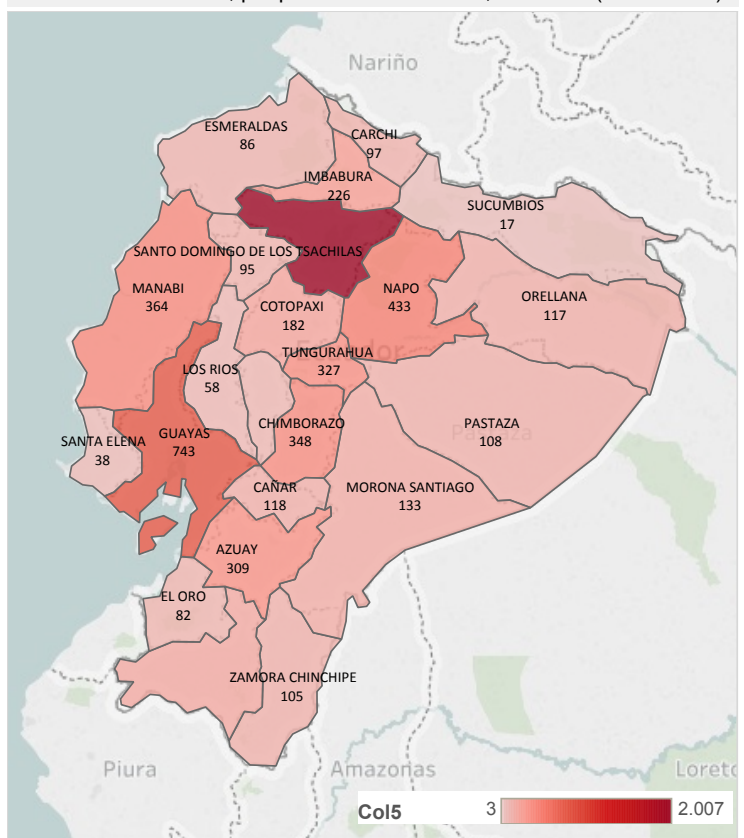 Nariño
ESMERALDAS
86
CARCHI
97
IMBABURA
226
SUCUMBIOS
17
SANTO DOMINGO DE LOS TSACHILAS
95
MANABI
364
COTOPAXI
182
NAPO
433
ORELLANA
117
Ecuador
TUNGURAHUA
327
LOS RIOS
58
CHIMBORAZO
348
PASTAZA
108
Pastaza
SANTA ELENA
38
GUAYAS
743
CAÑAR
118
MORONA SANTIAGO
133
AZUAY
309
EL ORO
82
ZAMORA CHINCHIPE
105
Piura
Amazonas
Loreto
Col5
3
2.007